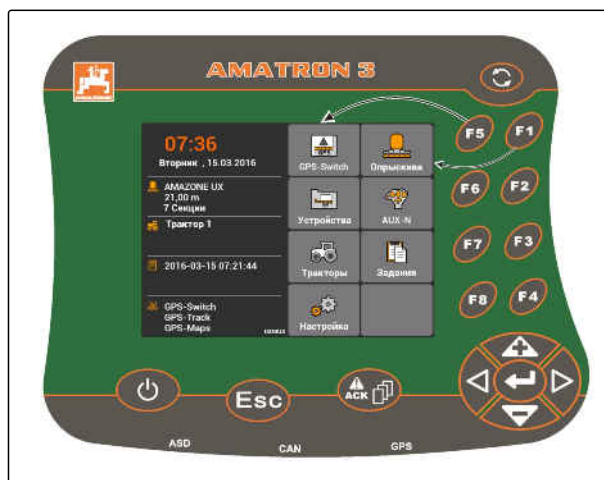 AMATRON 3
07:36
Вторник , 15.03.2016
AMAZONE UX
21,00 m
7 Секции
Трактор 1
2016-03-15 07:21:44
GPS-Switch
GPS-Track
GPS-Maps
GPS-Switch
Опрыскива
Устройства
AUX-N
Тракторы
Задания
Настройка
F5
F1
F6
F2
F7
F3
F8
F4
Esc
ACK
ASD
CAN
GPS